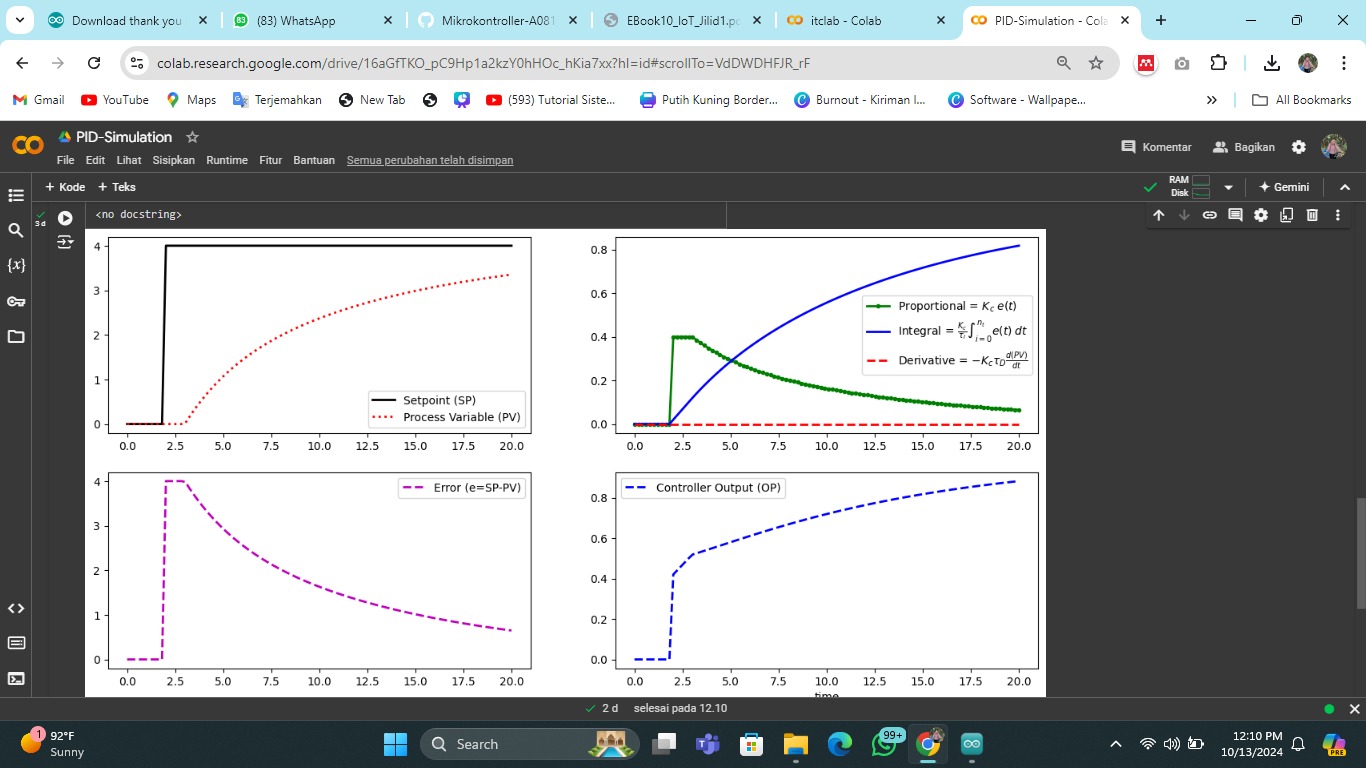 Download thank you
(83) WhatsApp
Mikrokontroller-A081
EBook10_IoT_Jilid1.pd
itclab - Colab
PID-Simulation - Cola
colab.research.google.com/drive/16aGfTKO_pC9Hp1a2kzY0hHOc_hKia7xx?hl=id#scrollTo=VdDWDHFJR_rF
Gmail
YouTube
Maps
Terjemahkan
New Tab
(593) Tutorial Siste...
Putih Kuning Border...
Burnout - Kiriman I...
Software - Wallpape...
All Bookmarks
PID-Simulation
Komentar
Bagikan
File Edit Lihat Sisipkan Runtime Fitur Bantuan Semua perubahan telah disimpan
+ Kode + Teks
RAM
Disk
Gemini
3 d
<no docstring>
4
3
2
1
0
Setpoint (SP)
Process Variable (PV)
0.0 2.5 5.0 7.5 10.0 12.5 15.0 17.5 20.0
0.8
0.6
0.4
0.2
0.0
Proportional = K_c e(t)
Integral = K_c/τ_i ∫_{i=0}^{n_t} e(t) dt
Derivative = −K_c τ_D d(PV)/dt
0.0 2.5 5.0 7.5 10.0 12.5 15.0 17.5 20.0
4
3
2
1
0
Error (e=SP-PV)
0.0 2.5 5.0 7.5 10.0 12.5 15.0 17.5 20.0
0.8
0.6
0.4
0.2
0.0
Controller Output (OP)
0.0 2.5 5.0 7.5 10.0 12.5 15.0 17.5 20.0
time
2 d selesai pada 12.10
1
92°F
Sunny
Search
99+
12:10 PM
10/13/2024
PRE